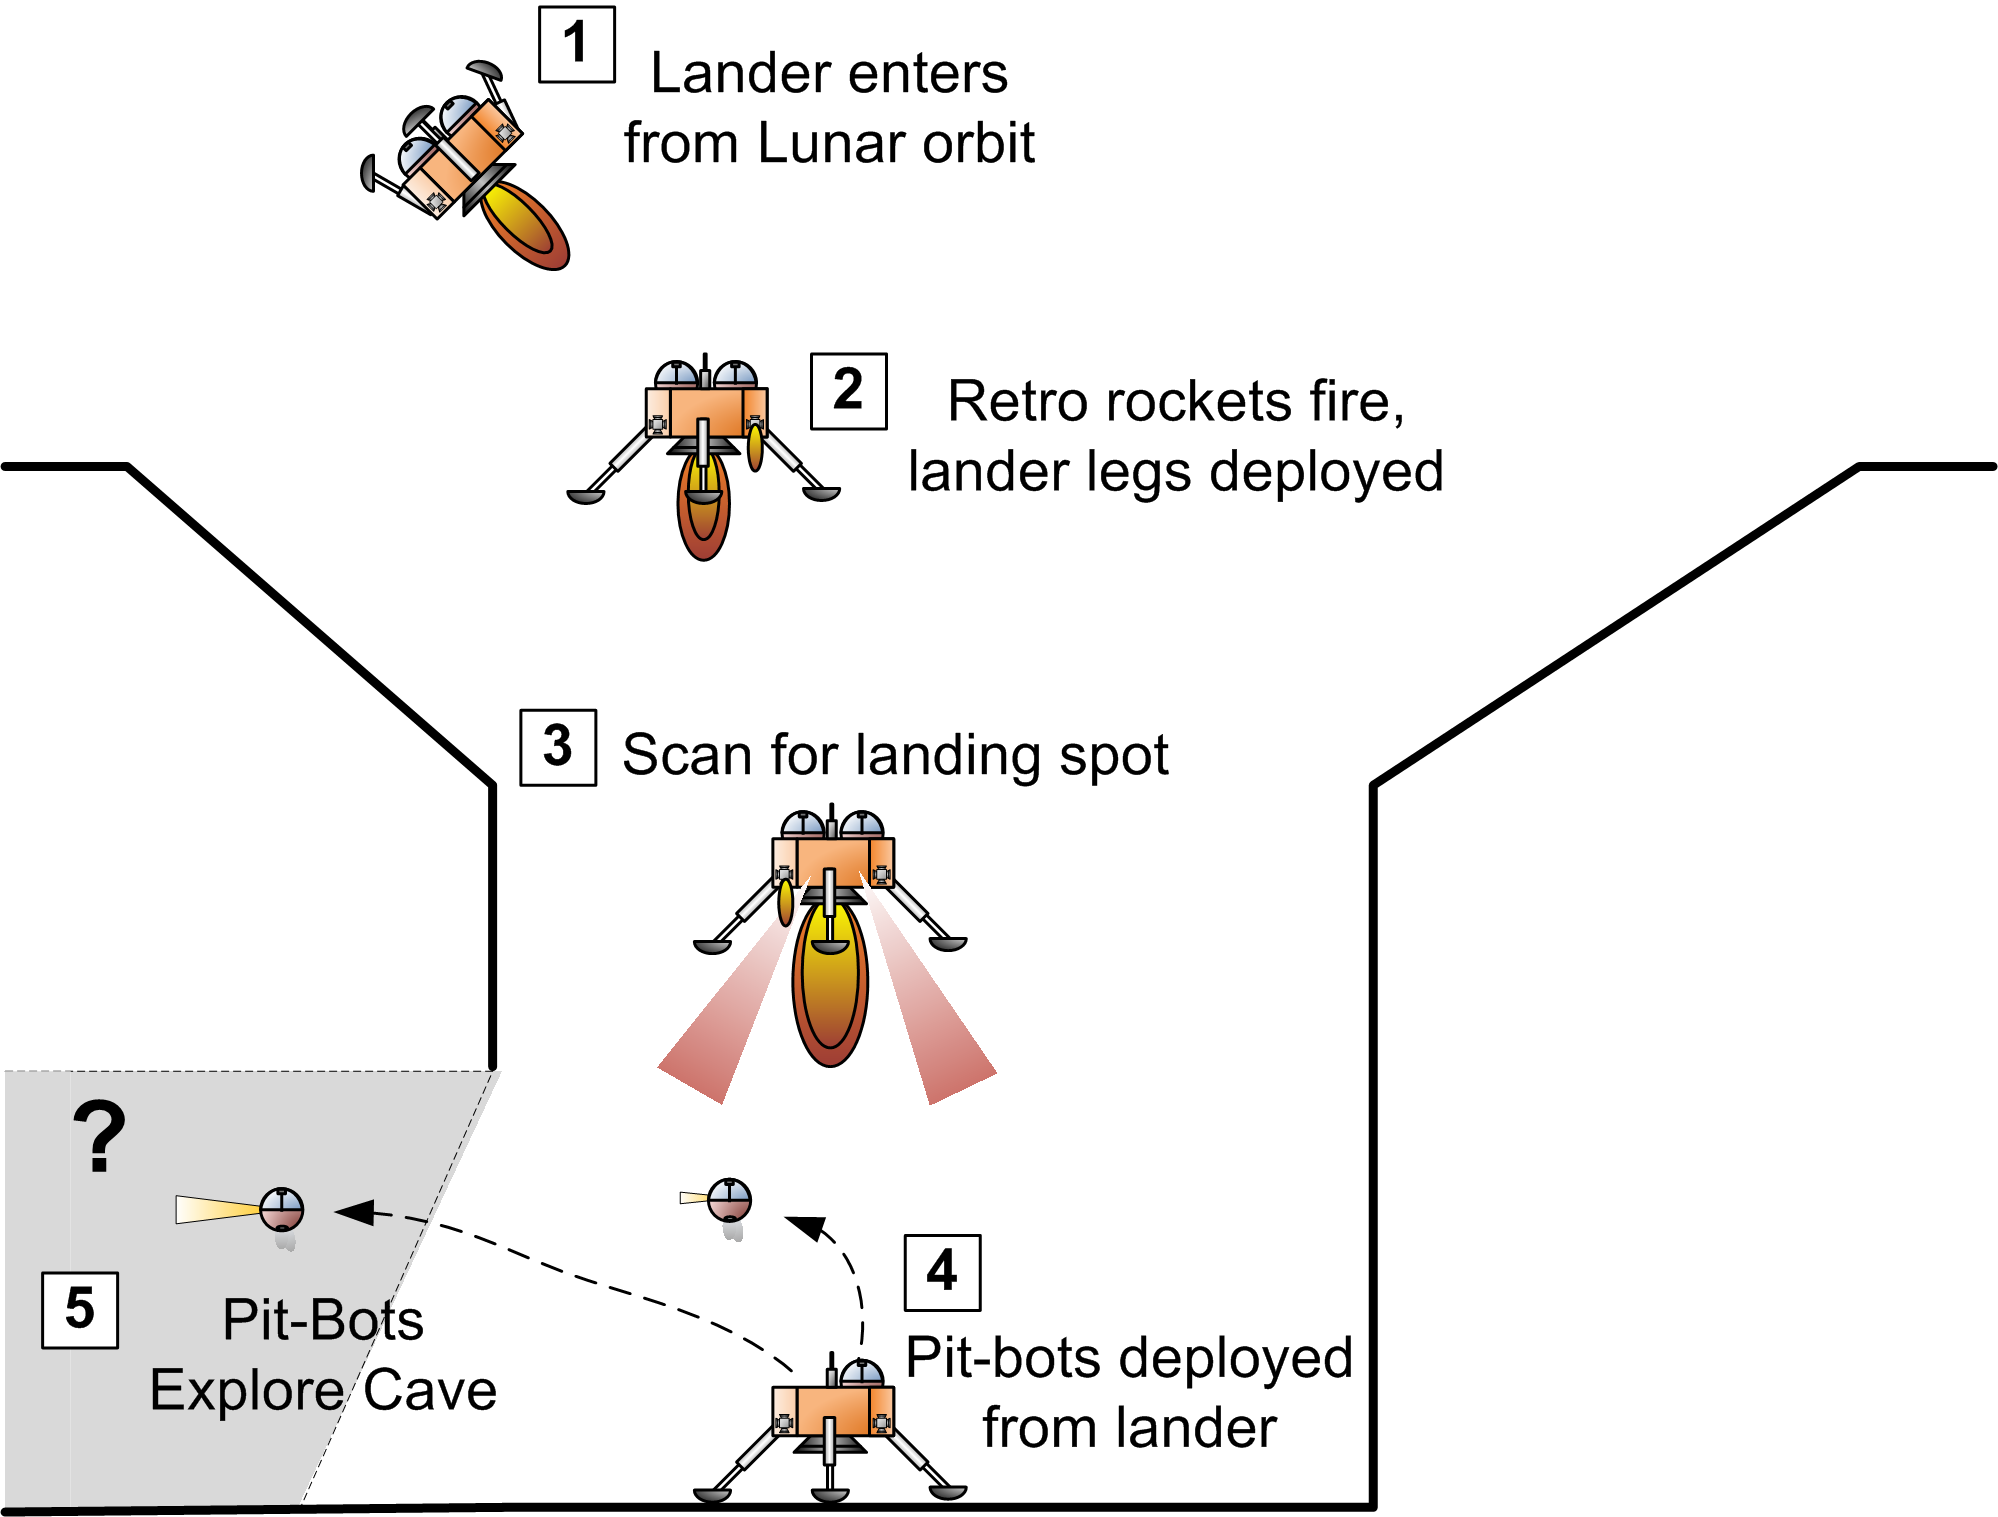 1
Lander enters
from Lunar orbit
2
Retro rockets fire,
lander legs deployed
3
Scan for landing spot
?
4
Pit-bots deployed
from lander
5
Pit-Bots
Explore Cave